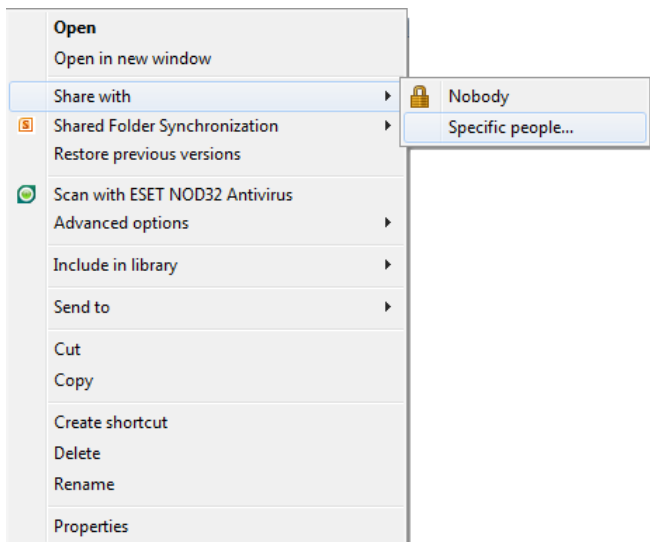 Open
Open in new window
Share with
Nobody
Specific people...
S
Shared Folder Synchronization
Restore previous versions
Scan with ESET NOD32 Antivirus
Advanced options
Include in library
Send to
Cut
Copy
Create shortcut
Delete
Rename
Properties